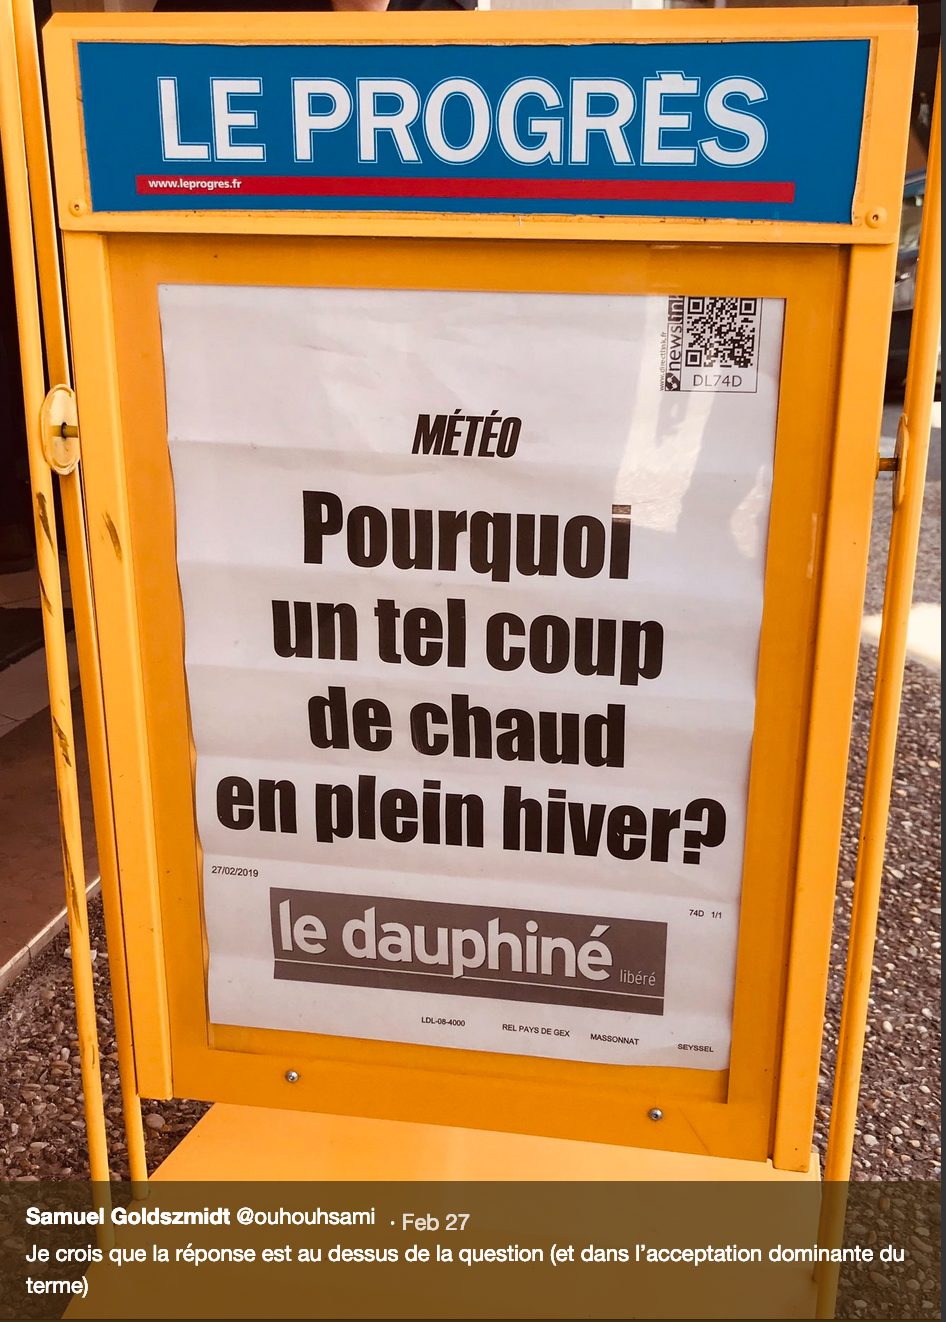 LE PROGRÈS
www.leprogres.fr
www.directlink.fr
newslink
DL74D
MÉTÉO
Pourquoi
un tel coup
de chaud
en plein hiver?
27/02/2019
74D 1/1
le dauphiné
libéré
LDL-08-4000 REL PAYS DE GEX MASSONNAT SEYSSEL
Samuel Goldszmidt @ouhouhsami · Feb 27
Je crois que la réponse est au dessus de la question (et dans l’acceptation dominante du
terme)